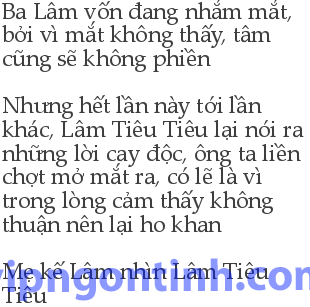 Ba Lâm vốn đang nhắm mắt,
bởi vì mắt không thấy, tâm
cũng sẽ không phiền
Nhưng hết lần này tới lần
khác, Lâm Tiêu Tiêu lại nói ra
những lời cay độc, ông ta liền
chợt mở mắt ra, có lẽ là vì
trong lòng cảm thấy không
thuận nên lại ho khan
Mẹ kế Lâm nhìn Lâm Tiêu
Tiêu
vipngontinh.com